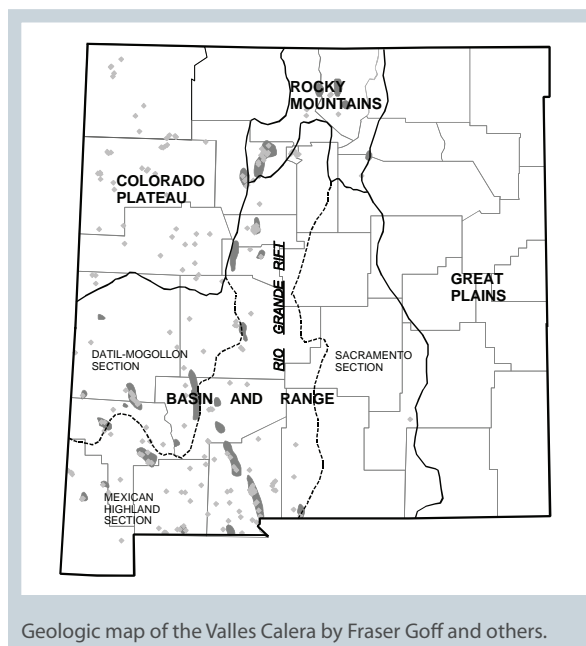 ROCKY
MOUNTAINS
COLORADO
PLATEAU
GREAT
PLAINS
RIO GRANDE RIFT
DATIL-MOGOLLON
SECTION
SACRAMENTO
SECTION
BASIN AND RANGE
MEXICAN
HIGHLAND
SECTION
Geologic map of the Valles Calera by Fraser Goff and others.